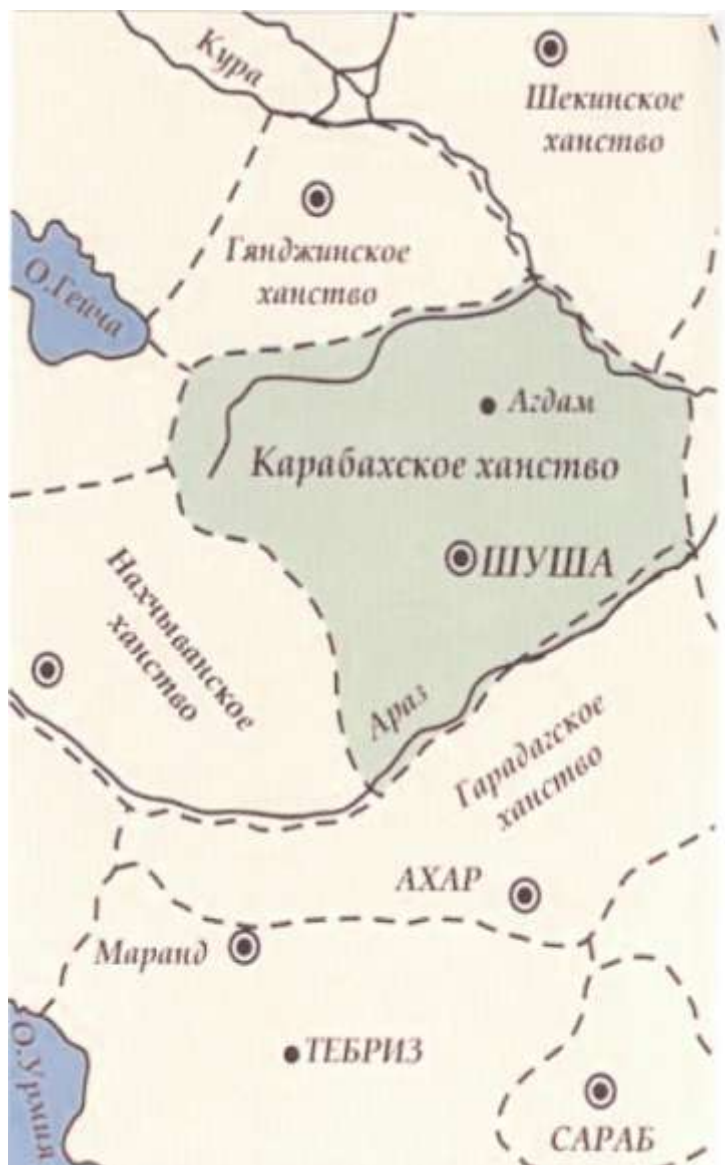 Кура
Шекинское
ханство
Гянджинское
ханство
О.Гейча
Агдам
Карабахское ханство
ШУША
Нахчыванское
ханство
Араз
Гарадагское
ханство
АХАР
Маранд
ТЕБРИЗ
О.Урмия
САРАБ